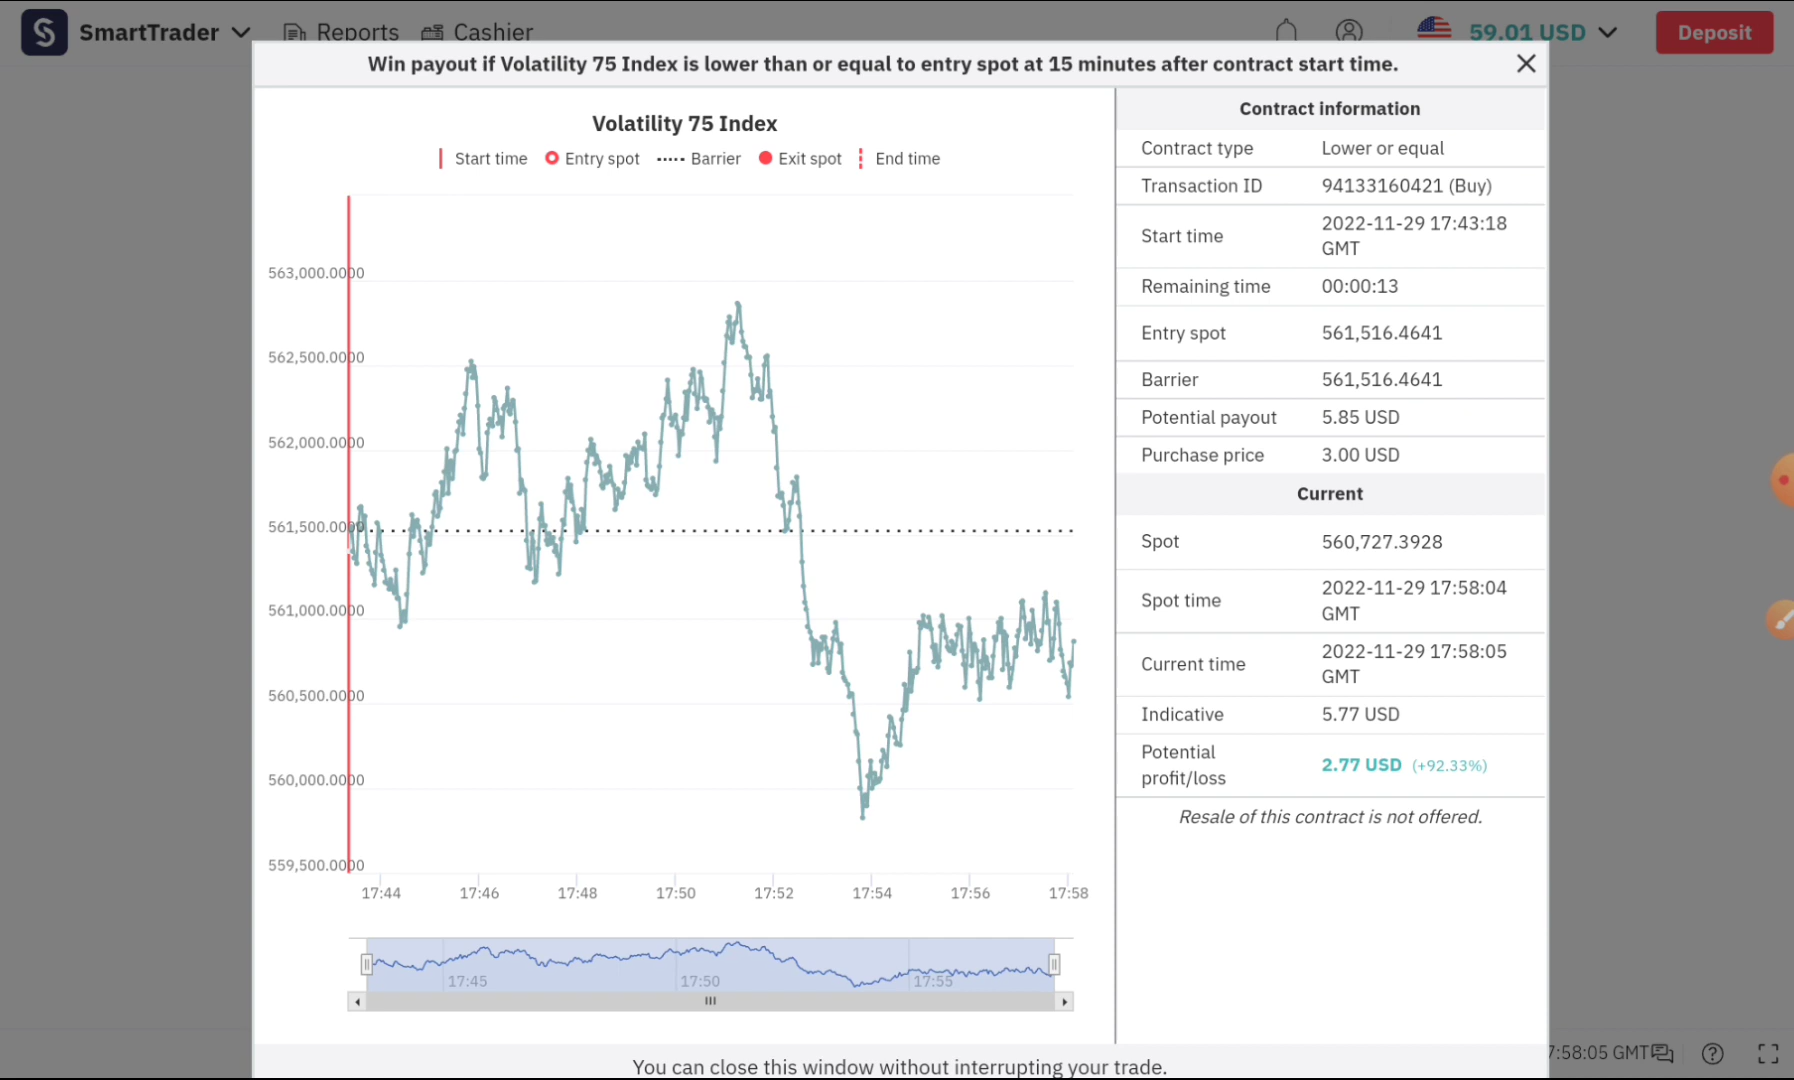 SmartTrader Reports Cashier 59.01 USD Deposit
Win payout if Volatility 75 Index is lower than or equal to entry spot at 15 minutes after contract start time.
Volatility 75 Index
Start time Entry spot Barrier Exit spot End time
563,000.0000
562,500.0000
562,000.0000
561,500.0000
561,000.0000
560,500.0000
560,000.0000
559,500.0000
17:44 17:46 17:48 17:50 17:52 17:54 17:56 17:58
17:45 17:50 17:55
Contract information
Contract type Lower or equal
Transaction ID 94133160421 (Buy)
Start time 2022-11-29 17:43:18
GMT
Remaining time 00:00:13
Entry spot 561,516.4641
Barrier 561,516.4641
Potential payout 5.85 USD
Purchase price 3.00 USD
Current
Spot 560,727.3928
Spot time 2022-11-29 17:58:04
GMT
Current time 2022-11-29 17:58:05
GMT
Indicative 5.77 USD
Potential
profit/loss 2.77 USD (+92.33%)
Resale of this contract is not offered.
7:58:05 GMT
You can close this window without interrupting your trade.